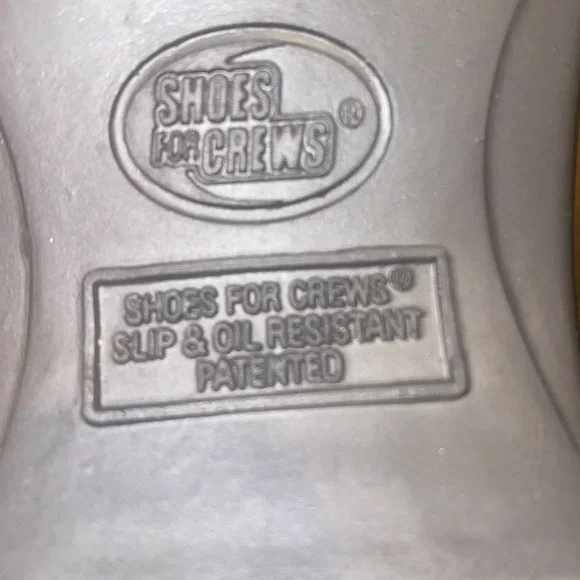 SHOES
FOR CREWS ®
SHOES FOR CREWS®
SLIP & OIL RESISTANT
PATENTED